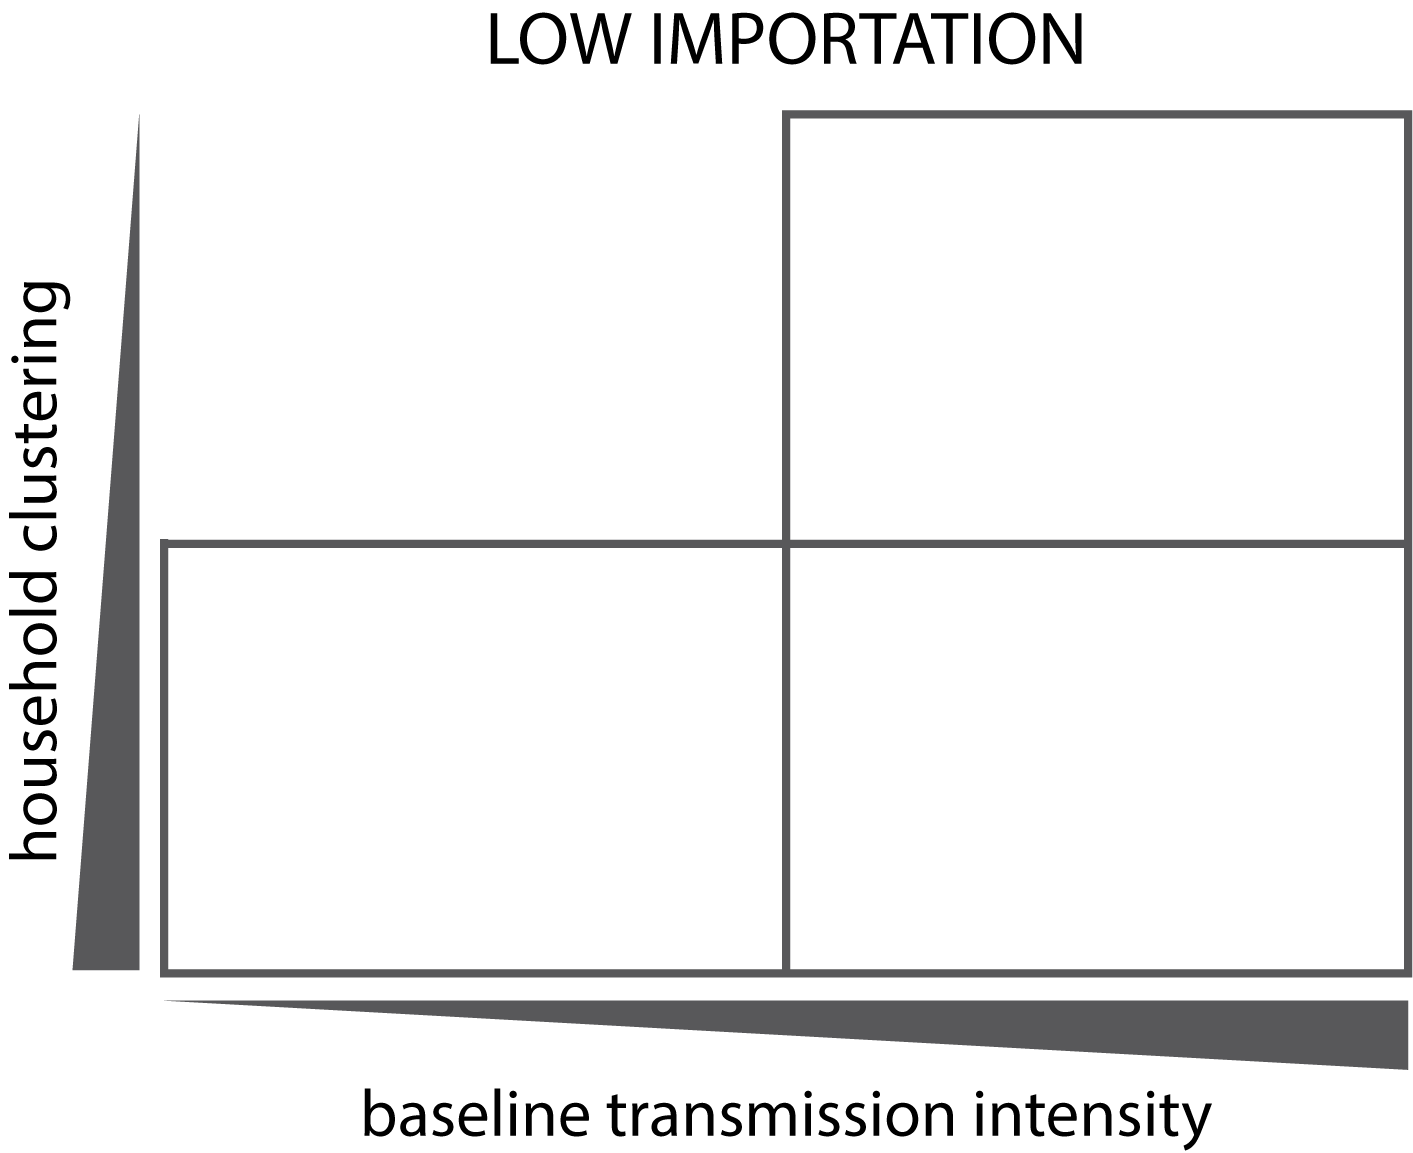 LOW IMPORTATION
household clustering
baseline transmission intensity